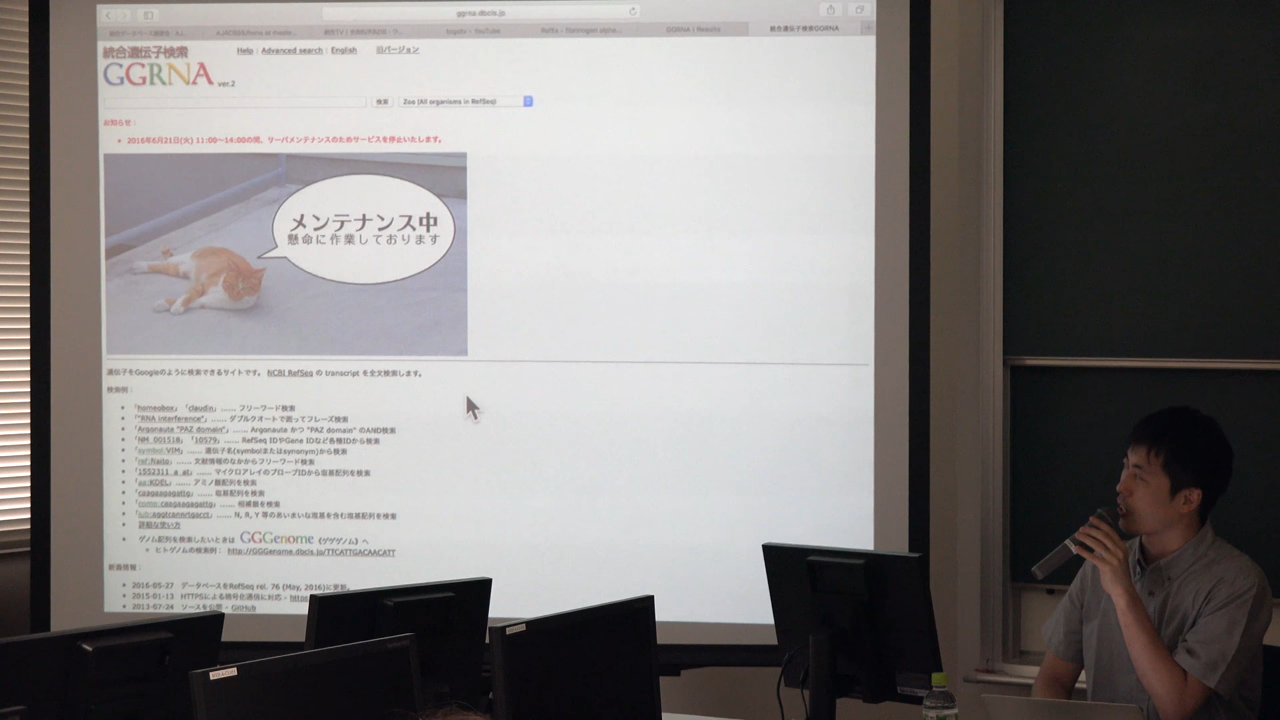 ggrna.dbcls.jp
統合遺伝子検索GGRNA
統合遺伝子検索
GGRNA ver.2
Help | Advanced search | English
旧バージョン
検索
Zoo (All organisms in RefSeq)
お知らせ：
2016年6月21日(火) 11:00〜14:00の間、サーバメンテナンスのためサービスを停止いたします。
メンテナンス中
懸命に作業しております
遺伝子をGoogleのように検索できるサイトです。 NCBI RefSeq の transcript を全文検索します。
検索例：
「homeobox」 「claudin」 ...... フリーワード検索
「"RNA interference"」 ...... ダブルクオートで囲ってフレーズ検索
「Argonaute "PAZ domain"」 ...... Argonaute かつ "PAZ domain" のAND検索
「NM_001518」 「10579」 ...... RefSeq IDやGene IDなど各種IDから検索
「symbol:VIM」 ...... 遺伝子名(symbolまたはsynonym)から検索
「ref:Naito」 ...... 文献情報のなかからフリーワード検索
「1552311_a_at」 ...... マイクロアレイのプローブIDから塩基配列を検索
「aa:KDEL」 ...... アミノ酸配列を検索
「caagaagagattg」 ...... 塩基配列を検索
「comp:caagaagagattg」 ...... 相補鎖を検索
「iub:aggtcannrtgacct」 ...... N, R, Y 等のあいまいな塩基を含む塩基配列を検索
詳細な使い方
ゲノム配列を検索したいときは GGGenome《ゲゲゲノム》へ
ヒトゲノムの検索例： http://GGGenome.dbcls.jp/TTCATTGACAACATT
新着情報：
2016-05-27 データベースをRefSeq rel. 76 (May, 2016)に更新。
2015-01-13 HTTPSによる暗号化通信に対応 - https
2013-07-24 ソースを公開 - GitHub